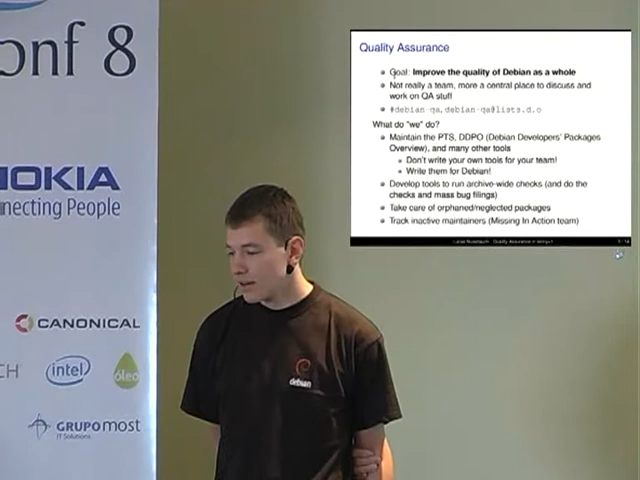 onf 8
NOKIA
nnecting People
CANONICAL
CH
intel
óleo
GRUPOMOST
IT Solutions
debian
Quality Assurance
Goal: Improve the quality of Debian as a whole
Not really a team, more a central place to discuss and
work on QA stuff
#debian-qa, debian-qa@lists.d.o
What do "we" do?
Maintain the PTS, DDPO (Debian Developers' Packages
Overview), and many other tools
Don't write your own tools for your team!
Write them for Debian!
Develop tools to run archive-wide checks (and do the
checks and mass bug filings)
Take care of orphaned/neglected packages
Track inactive maintainers (Missing In Action team)